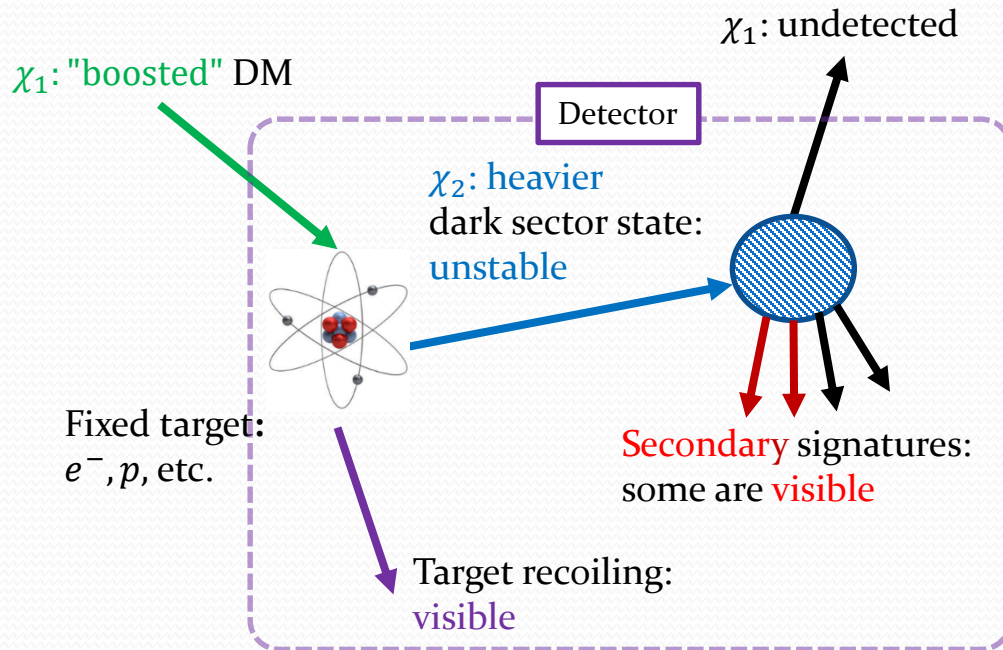 χ₁: undetected
χ₁: "boosted" DM
Detector
χ₂: heavier
dark sector state:
unstable
Fixed target:
e⁻, p, etc.
Secondary signatures:
some are visible
Target recoiling:
visible